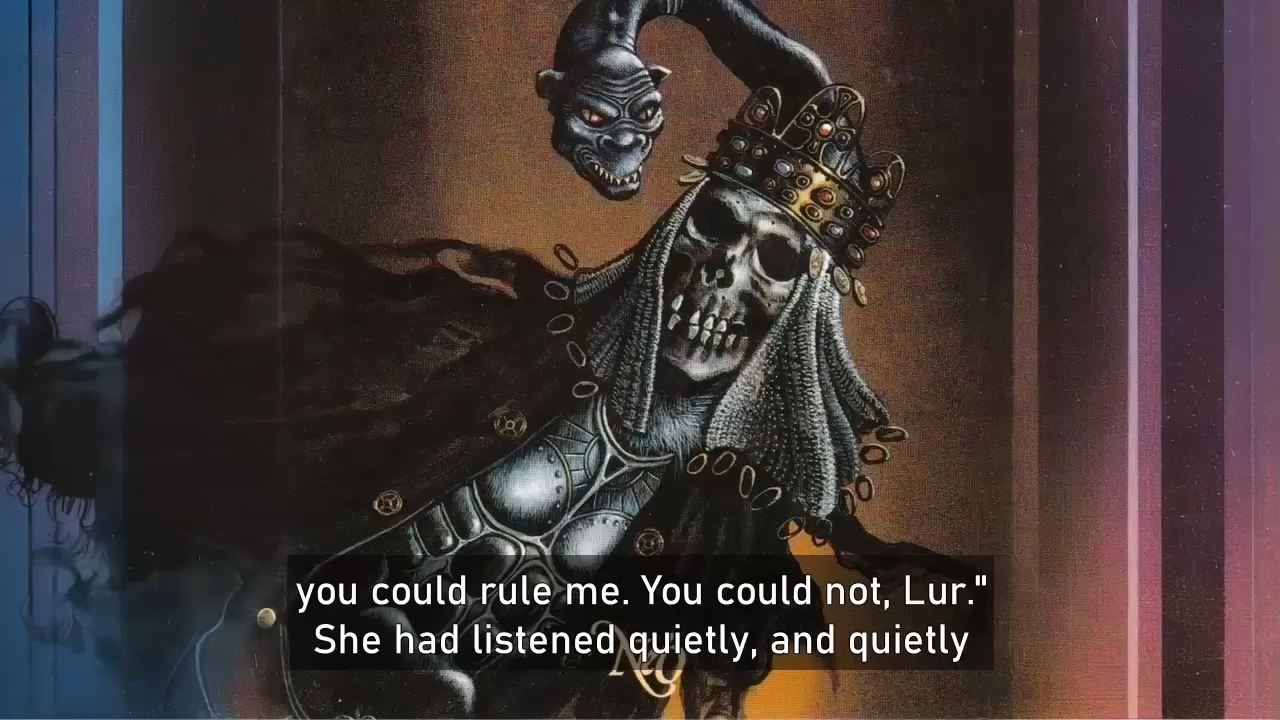 you could rule me. You could not, Lur."
She had listened quietly, and quietly